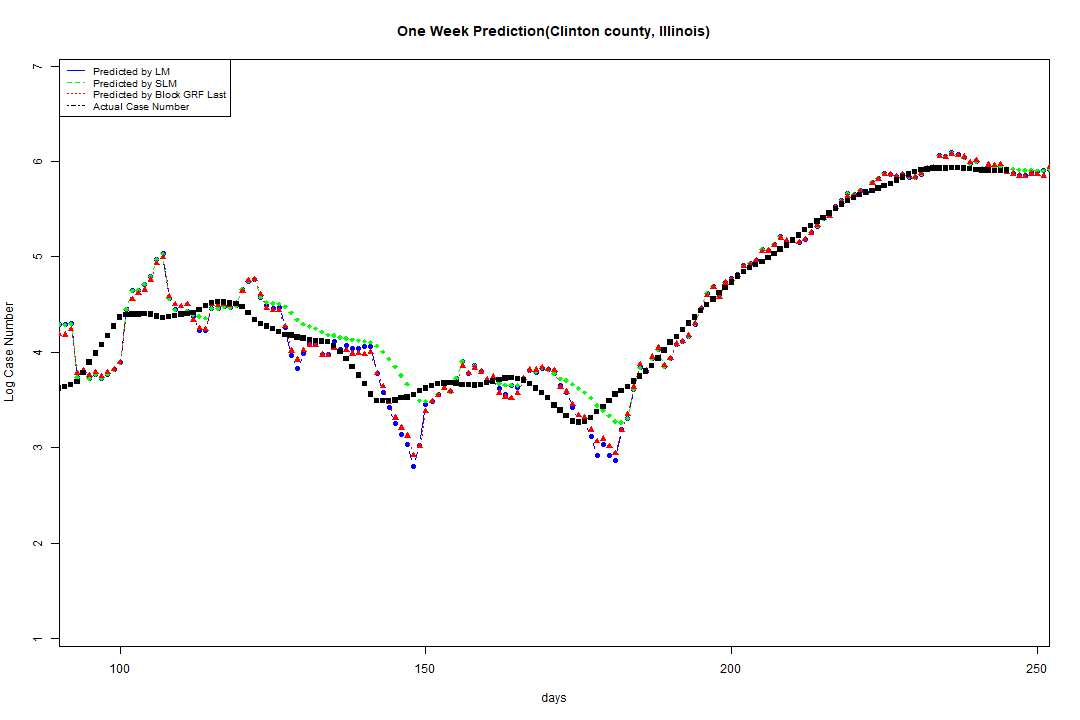 One Week Prediction(Clinton county, Illinois)
Predicted by LM
Predicted by SLM
Predicted by Block GRF Last
Actual Case Number
7
6
5
4
3
2
1
Log Case Number
100 150 200 250
days